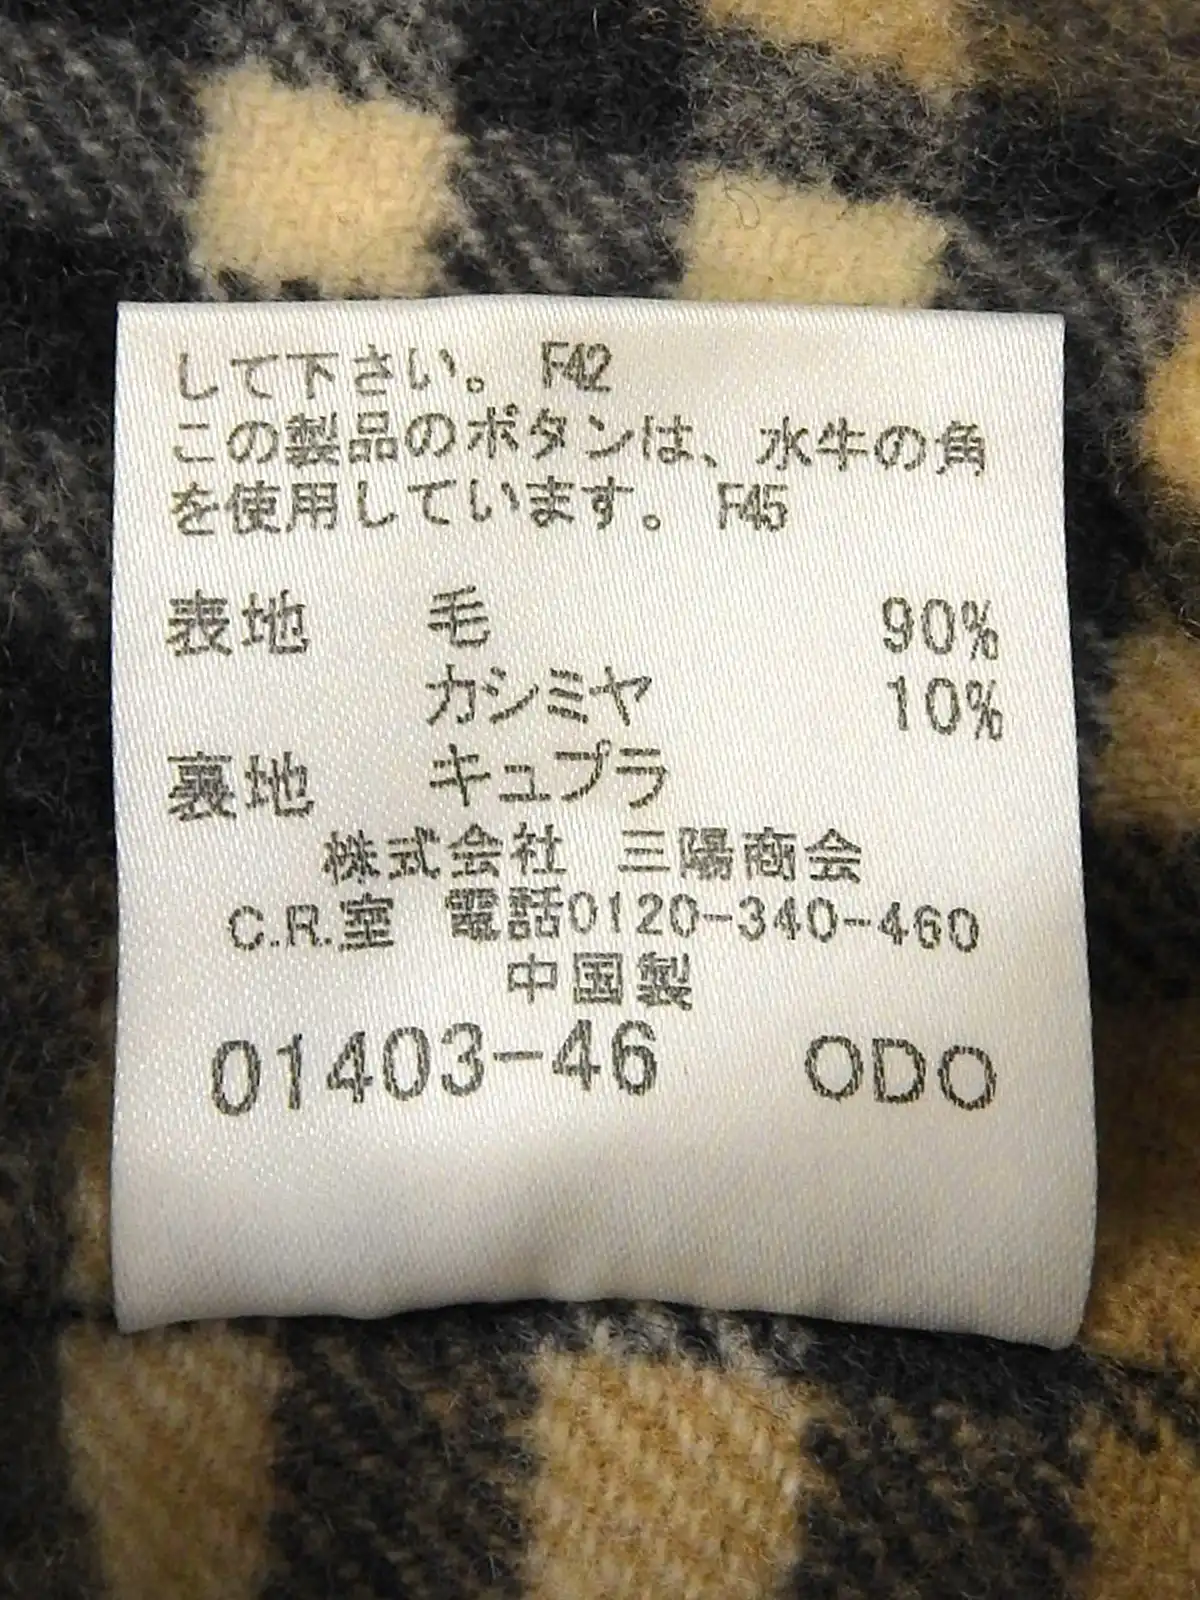 して下さい。 F42
この製品のボタンは、水牛の角
を使用しています。 F45
表地 毛 90%
カシミヤ 10%
裏地 キュプラ
株式会社 三陽商会
C.R.室 電話0120-340-460
中国製
01403-46 ODO